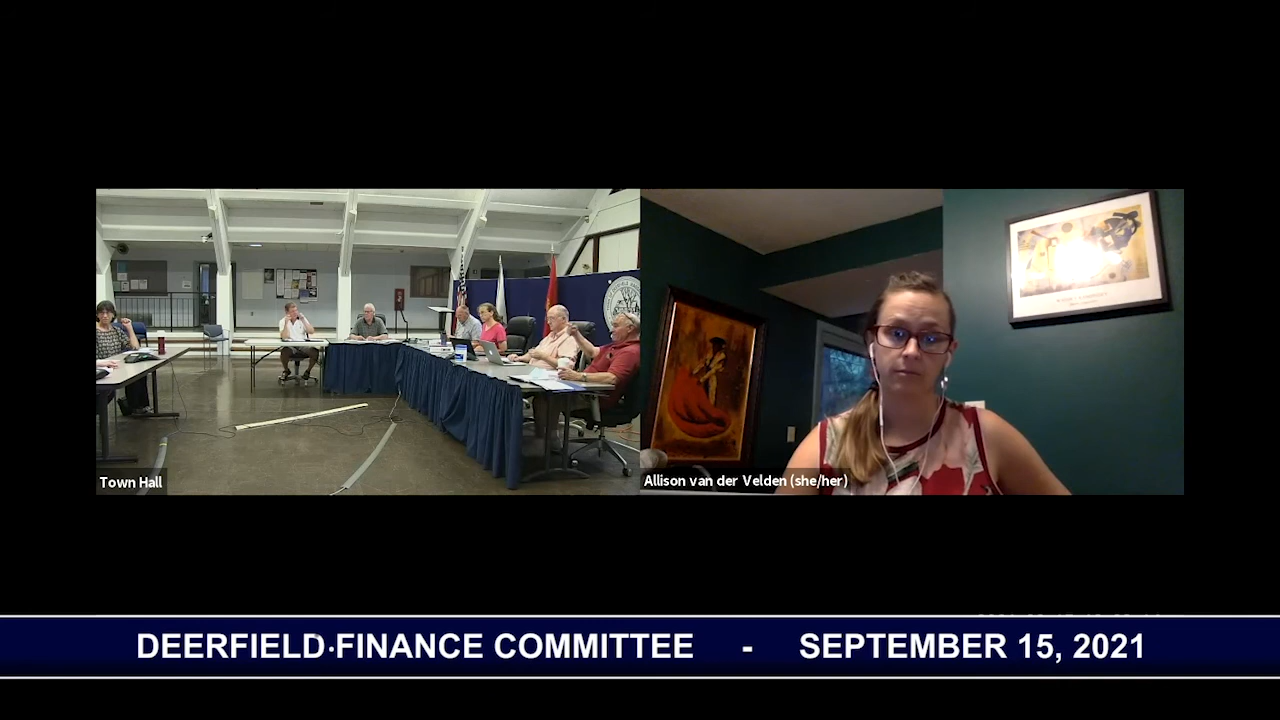 Town Hall
Allison van der Velden (she/her)
DEERFIELD FINANCE COMMITTEE - SEPTEMBER 15, 2021